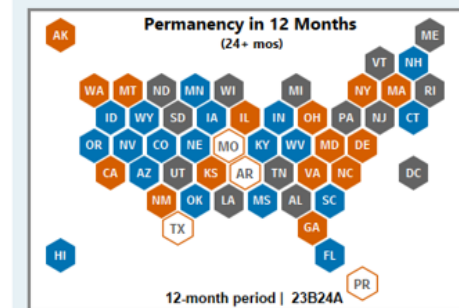 Permanency in 12 Months
(24+ mos)
AK ME
VT NH
WA MT ND MN WI MI NY MA RI
ID WY SD IA IL IN OH PA NJ CT
OR NV CO NE MO KY WV MD DE
CA AZ UT KS AR TN VA NC DC
NM OK LA MS AL SC
TX GA
HI FL
PR
12-month period | 23B24A